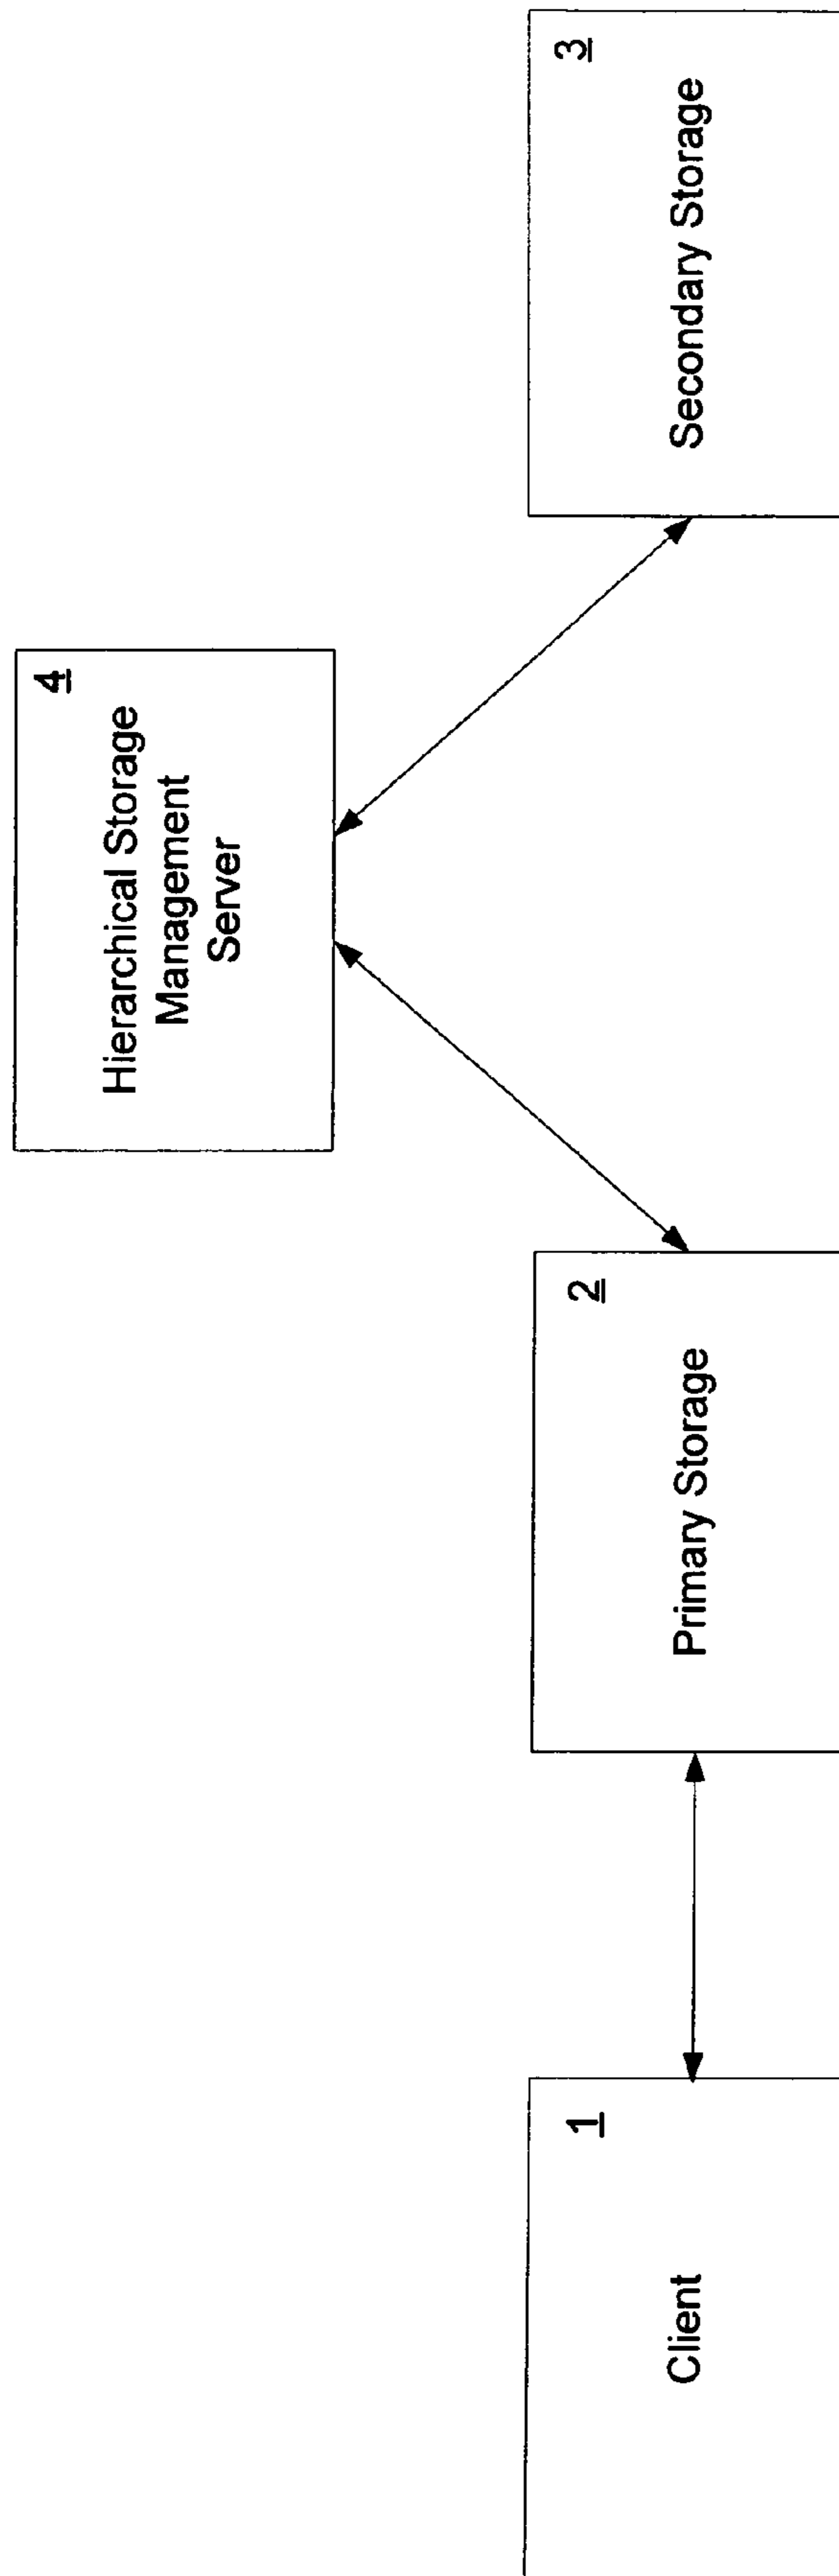 4
Hierarchical Storage
Management
Server
1
Client
2
Primary Storage
3
Secondary Storage